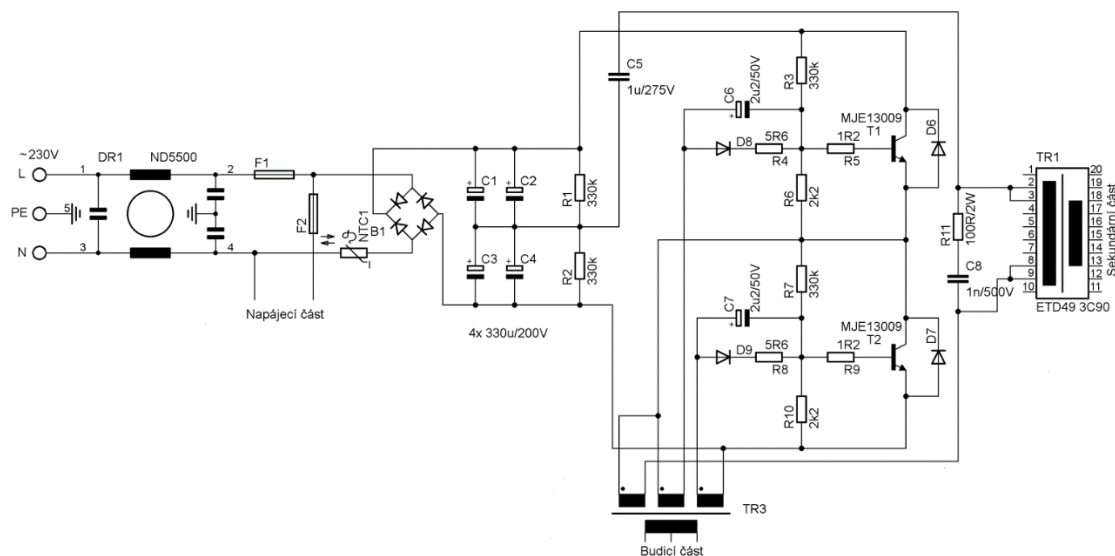 ~230V
L
PE
N
DR1
ND5500
1
2
5
3
4
F1
F2
NTC1
B1
Napájecí část
C1
C2
C3
C4
+
+
+
+
4x 330u/200V
R1
330k
R2
330k
C5
1u/275V
C6
2u2/50V
+
D8
5R6
R4
R3
330k
1R2
R5
R6
2k2
MJE13009
T1
D6
C7
2u2/50V
+
D9
5R6
R8
R7
330k
1R2
R9
R10
2k2
MJE13009
T2
D7
R11
100R/2W
C8
1n/500V
TR1
1
2
3
4
5
6
7
8
9
10
20
19
18
17
16
15
14
13
12
11
Sekundární část
ETD49 3C90
TR3
Budicí část